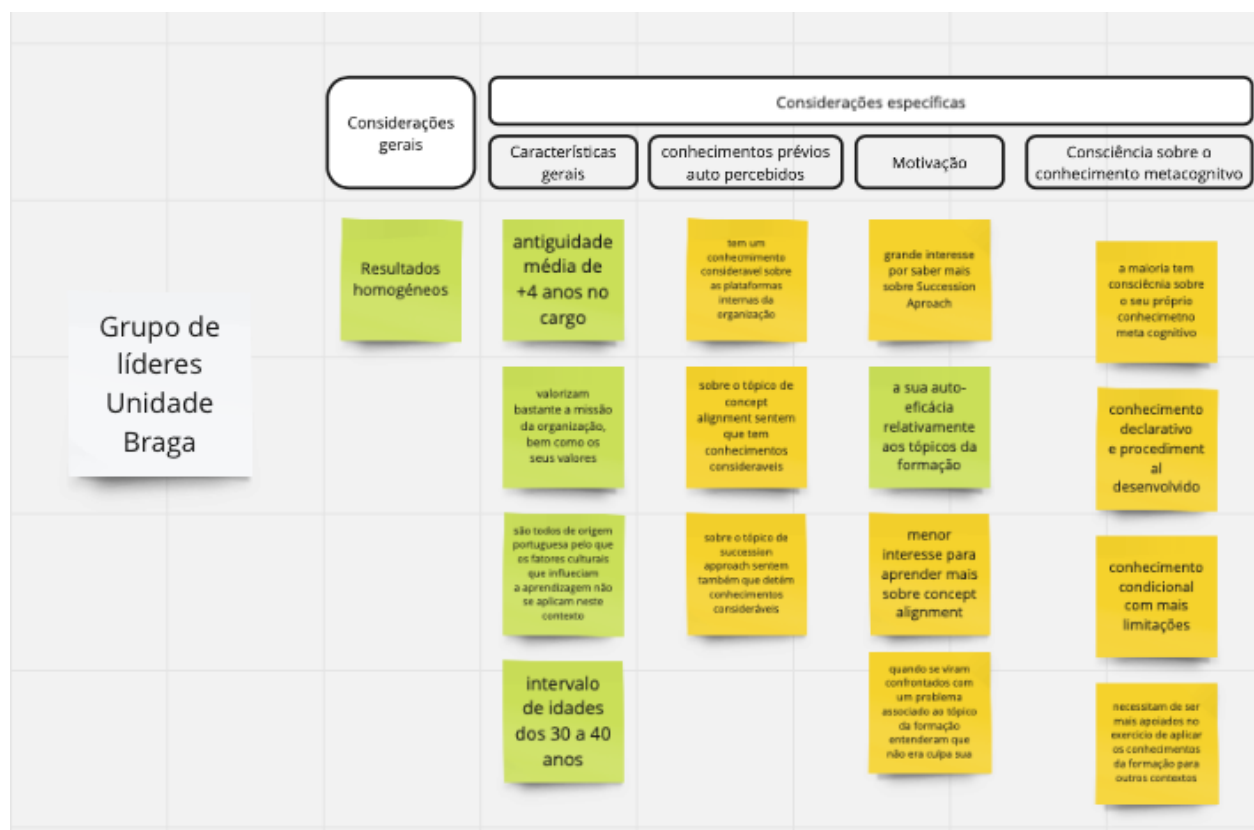 Considerações
gerais
Considerações específicas
Características
gerais
conhecimentos prévios
auto percebidos
Motivação
Consciência sobre o
conhecimento metacognitvo
Grupo de
líderes
Unidade
Braga
Resultados
homogéneos
antiguidade
média de
+4 anos no
cargo
valorizam
bastante a missão
da organização,
bem como os
seus valores
são todos de origem
portuguesa pelo que
os fatores culturais
que influeciam
a aprendizagem não
se aplicam neste
contexto
intervalo
de idades
dos 30 a 40
anos
tem um
conhecmimento
consideravel sobre
as plataformas
internas da
organização
sobre o tópico de
concept
alignment sentem
que tem
conhecimentos
consideraveis
sobre o tópico de
succession
approach sentem
também que detêm
conhecimentos
consideráveis
grande interesse
por saber mais
sobre Succession
Aproach
a sua auto-
eficácia
relativamente
aos tópicos da
formação
menor
interesse para
aprender mais
sobre concept
alignment
quando se viram
confrontados com
um problema
associado ao tópico
da formação
entenderam que
não era culpa sua
a maioria tem
consciêcnia sobre
o seu próprio
conhecimetno
meta cognitivo
conhecimento
declarativo
e procediment
al
desenvolvido
conhecimento
condicional
com mais
limitações
necessitam de ser
mais apoiados no
exercício de aplicar
os conhecimentos
da formação para
outros contextos